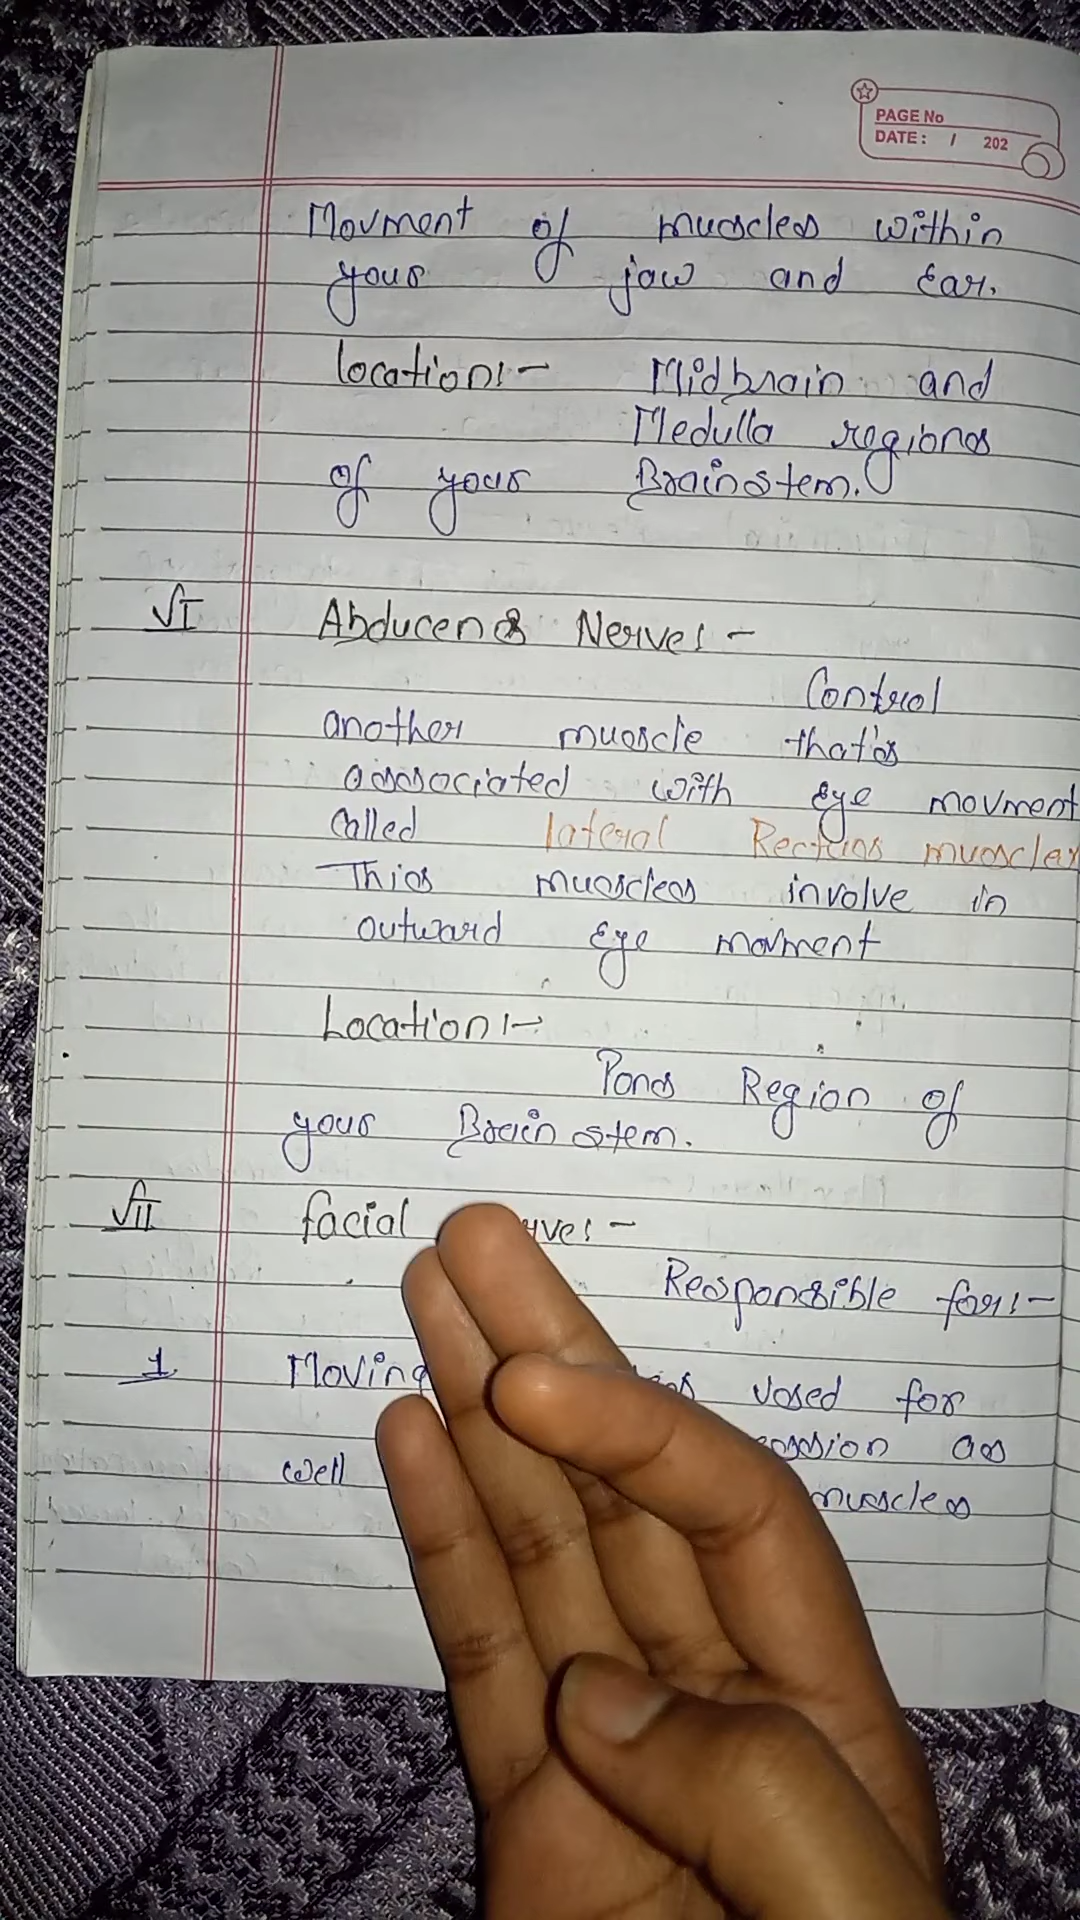 PAGE No
DATE: / 202
Movment of muscles within
your jaw and Ear.
location:- Midbrain and
Medulla regions
of your Brainstem.
VI Abducens Nerve:-
Control
another muscle that's
associated with Eye movment
Called lateral Rectus muscles
This muscles involve in
outward Eye movment
Location:-
Pons Region of
your Brain stem.
VII facial
Responsible for:-
1 Moving used for
as
well muscles